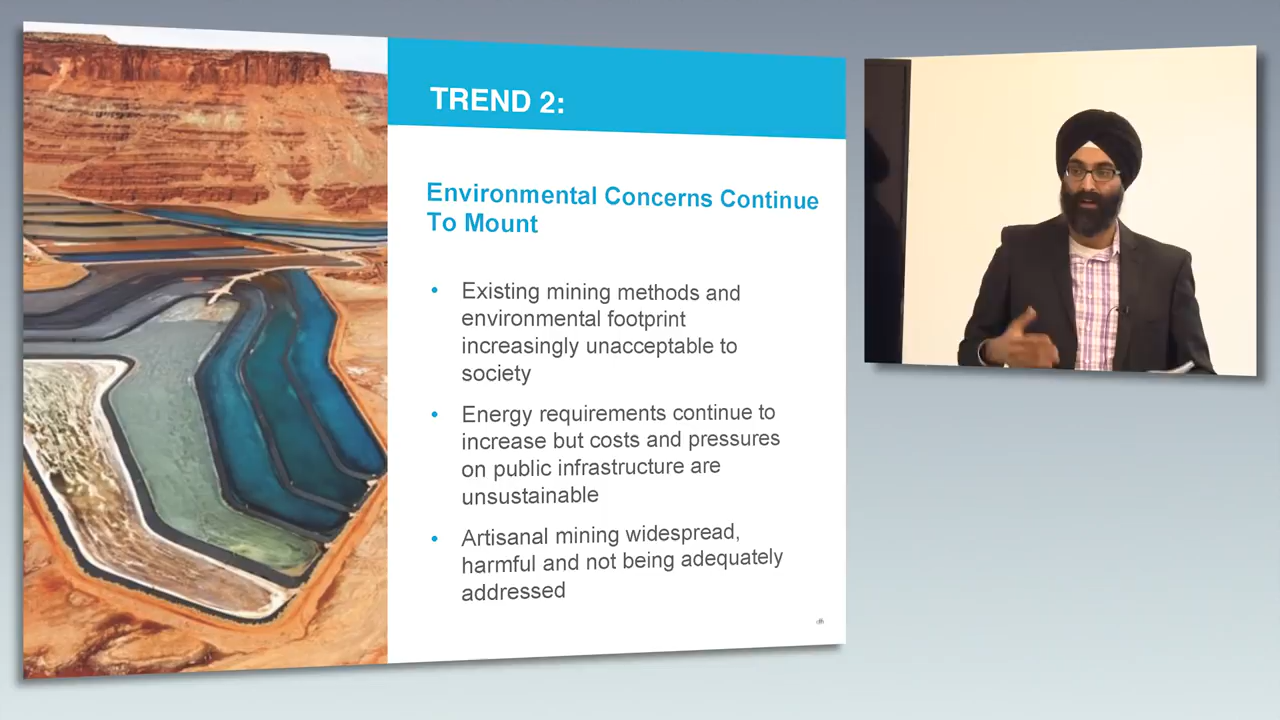 TREND 2:
Environmental Concerns Continue
To Mount
• Existing mining methods and
environmental footprint
increasingly unacceptable to
society
• Energy requirements continue to
increase but costs and pressures
on public infrastructure are
unsustainable
• Artisanal mining widespread,
harmful and not being adequately
addressed